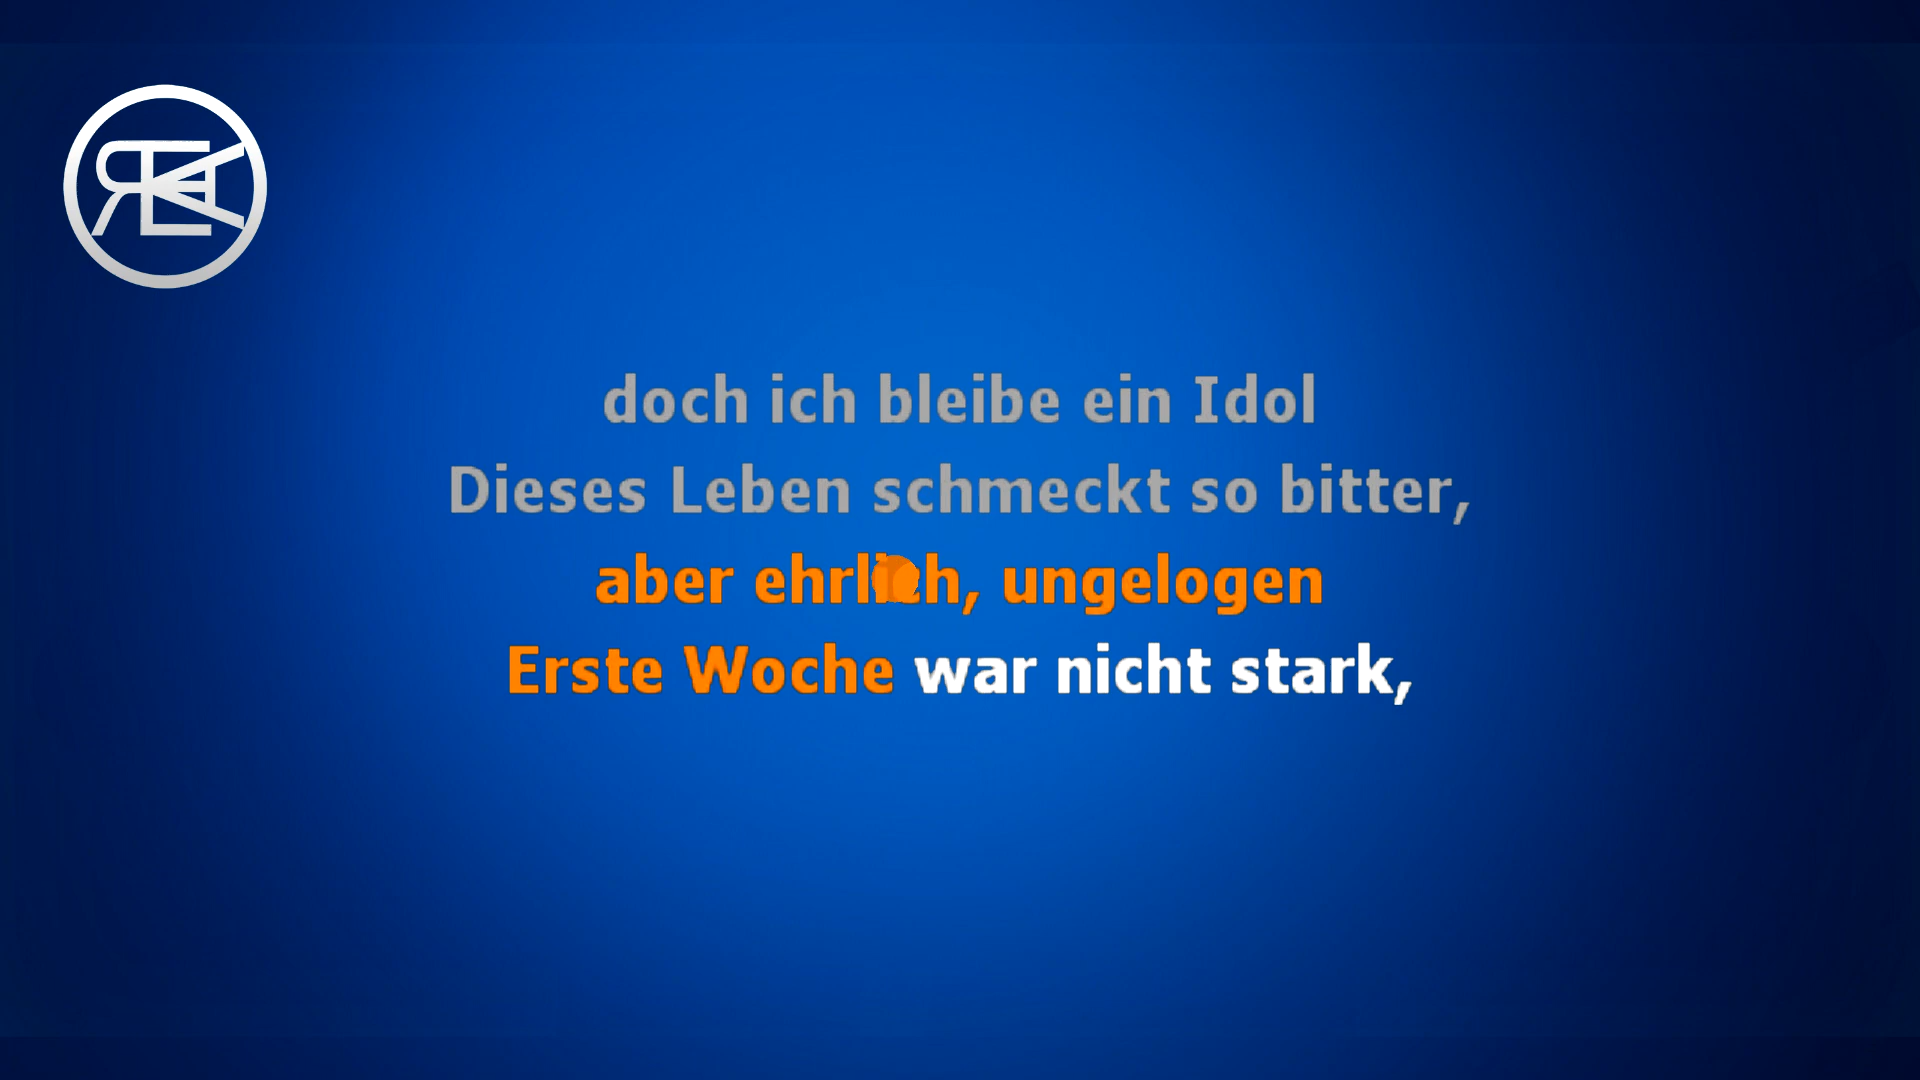 doch ich bleibe ein Idol
Dieses Leben schmeckt so bitter,
aber ehrlich, ungelogen
Erste Woche war nicht stark,